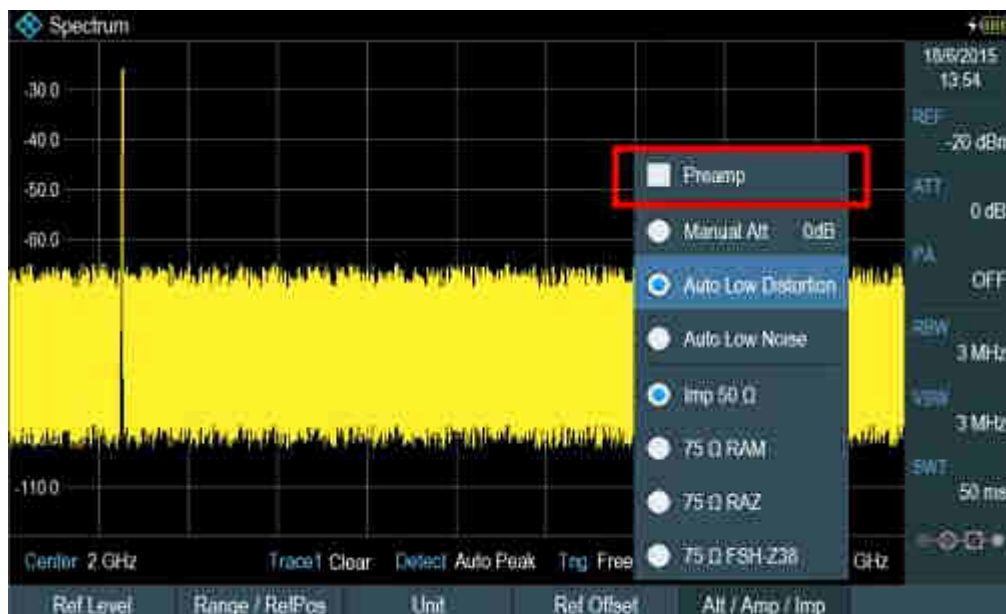 Spectrum
18/6/2015
13:54
-30.0
REF
-40.0
-20 dBm
Preamp
-50.0
ATT
0 dB
Manual Att 0dB
-60.0
PA
OFF
Auto Low Distortion
Auto Low Noise
RBW
3 MHz
Imp 50 Ω
VBW
3 MHz
75 Ω RAM
SWT
-110.0
50 ms
75 Ω RAZ
Center 2 GHz Trace1 Clear Detect Auto Peak Trig Free
75 Ω FSH-Z38
GHz
Ref Level Range / RefPos Unit Ref Offset Att / Amp / Imp